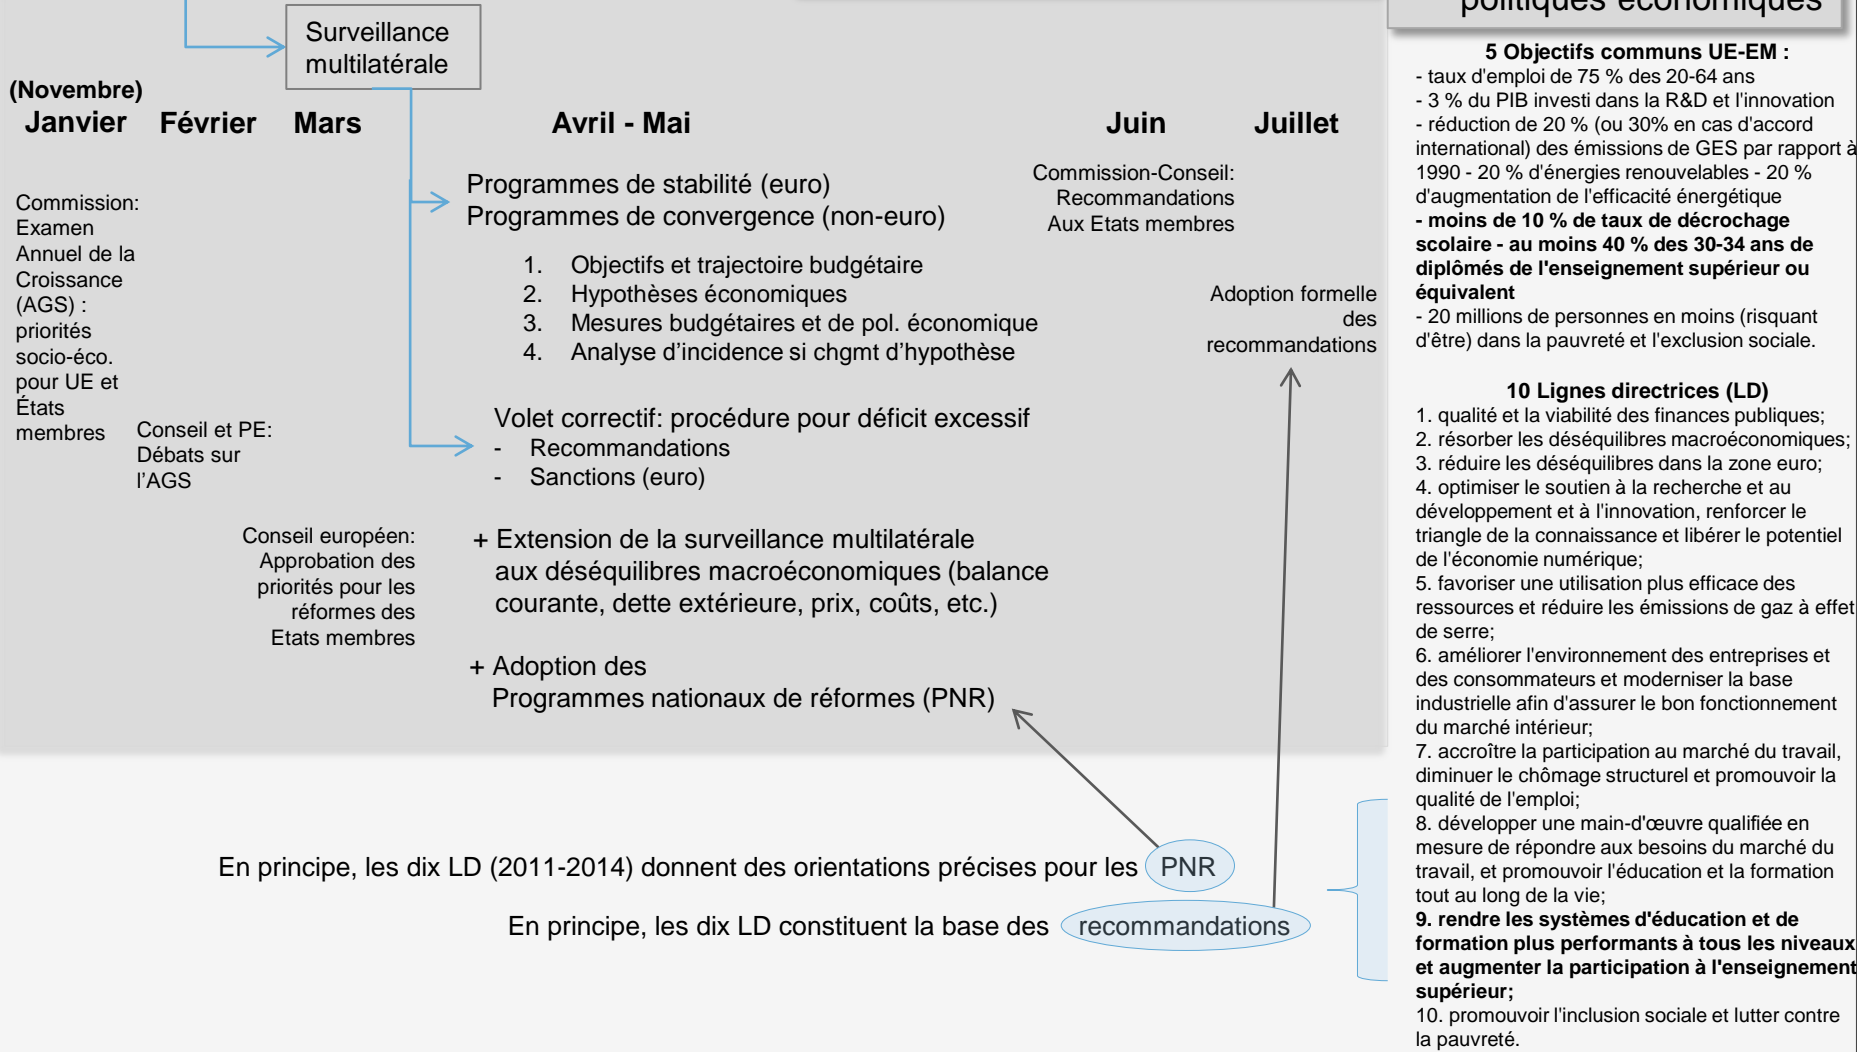 politiques économiques
Surveillance
multilatérale
(Novembre)
Janvier Février Mars Avril - Mai Juin Juillet
Commission:
Examen
Annuel de la
Croissance
(AGS) :
priorités
socio-éco.
pour UE et
États
membres
Conseil et PE:
Débats sur
l’AGS
Conseil européen:
Approbation des
priorités pour les
réformes des
Etats membres
Programmes de stabilité (euro)
Programmes de convergence (non-euro)
1. Objectifs et trajectoire budgétaire
2. Hypothèses économiques
3. Mesures budgétaires et de pol. économique
4. Analyse d’incidence si chgmt d’hypothèse
Volet correctif: procédure pour déficit excessif
- Recommandations
- Sanctions (euro)
+ Extension de la surveillance multilatérale
aux déséquilibres macroéconomiques (balance
courante, dette extérieure, prix, coûts, etc.)
+ Adoption des
Programmes nationaux de réformes (PNR)
Commission-Conseil:
Recommandations
Aux Etats membres
Adoption formelle
des
recommandations
En principe, les dix LD (2011-2014) donnent des orientations précises pour les PNR
En principe, les dix LD constituent la base des recommandations
5 Objectifs communs UE-EM :
- taux d'emploi de 75 % des 20-64 ans
- 3 % du PIB investi dans la R&D et l'innovation
- réduction de 20 % (ou 30% en cas d'accord
international) des émissions de GES par rapport à
1990 - 20 % d'énergies renouvelables - 20 %
d'augmentation de l'efficacité énergétique
- moins de 10 % de taux de décrochage
scolaire - au moins 40 % des 30-34 ans de
diplômés de l'enseignement supérieur ou
équivalent
- 20 millions de personnes en moins (risquant
d'être) dans la pauvreté et l'exclusion sociale.
10 Lignes directrices (LD)
1. qualité et la viabilité des finances publiques;
2. résorber les déséquilibres macroéconomiques;
3. réduire les déséquilibres dans la zone euro;
4. optimiser le soutien à la recherche et au
développement et à l'innovation, renforcer le
triangle de la connaissance et libérer le potentiel
de l'économie numérique;
5. favoriser une utilisation plus efficace des
ressources et réduire les émissions de gaz à effet
de serre;
6. améliorer l'environnement des entreprises et
des consommateurs et moderniser la base
industrielle afin d'assurer le bon fonctionnement
du marché intérieur;
7. accroître la participation au marché du travail,
diminuer le chômage structurel et promouvoir la
qualité de l'emploi;
8. développer une main-d'œuvre qualifiée en
mesure de répondre aux besoins du marché du
travail, et promouvoir l'éducation et la formation
tout au long de la vie;
9. rendre les systèmes d'éducation et de
formation plus performants à tous les niveaux
et augmenter la participation à l'enseignement
supérieur;
10. promouvoir l'inclusion sociale et lutter contre
la pauvreté.